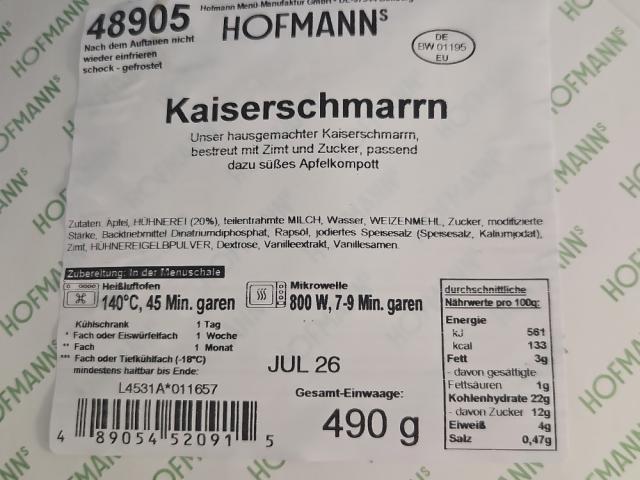 48905
Hofmann Menü-Manufaktur GmbH
HOFMANNS
Nach dem Auftauen nicht
wieder einfrieren
schock - gefrostet
DE
BW 01195
EU
Kaiserschmarrn
Unser hausgemachter Kaiserschmarrn,
bestreut mit Zimt und Zucker, passend
dazu süßes Apfelkompott
Zutaten: Apfel, HÜHNEREI (20%), teilentrahmte MILCH, Wasser, WEIZENMEHL, Zucker, modifizierte
Stärke, Backtriebmittel Dinatriumdiphosphat, Rapsöl, jodiertes Speisesalz (Speisesalz, Kaliumjodat),
Zimt, HÜHNEREIGELBPULVER, Dextrose, Vanilleextrakt, Vanillesamen.
Zubereitung: In der Menüschale
Heißluftofen
140°C, 45 Min. garen
Mikrowelle
800 W, 7-9 Min. garen
Kühlschrank 1 Tag
* Fach oder Eiswürfelfach 1 Woche
** Fach 1 Monat
*** Fach oder Tiefkühlfach (-18°C)
mindestens haltbar bis Ende:
JUL 26
L4531A*011657
4 89054 52091 5
Gesamt-Einwaage:
490 g
durchschnittliche
Nährwerte pro 100g:
Energie
kJ 561
kcal 133
Fett 3g
- davon gesättigte
Fettsäuren 1g
Kohlenhydrate 22g
- davon Zucker 12g
Eiweiß 4g
Salz 0,47g